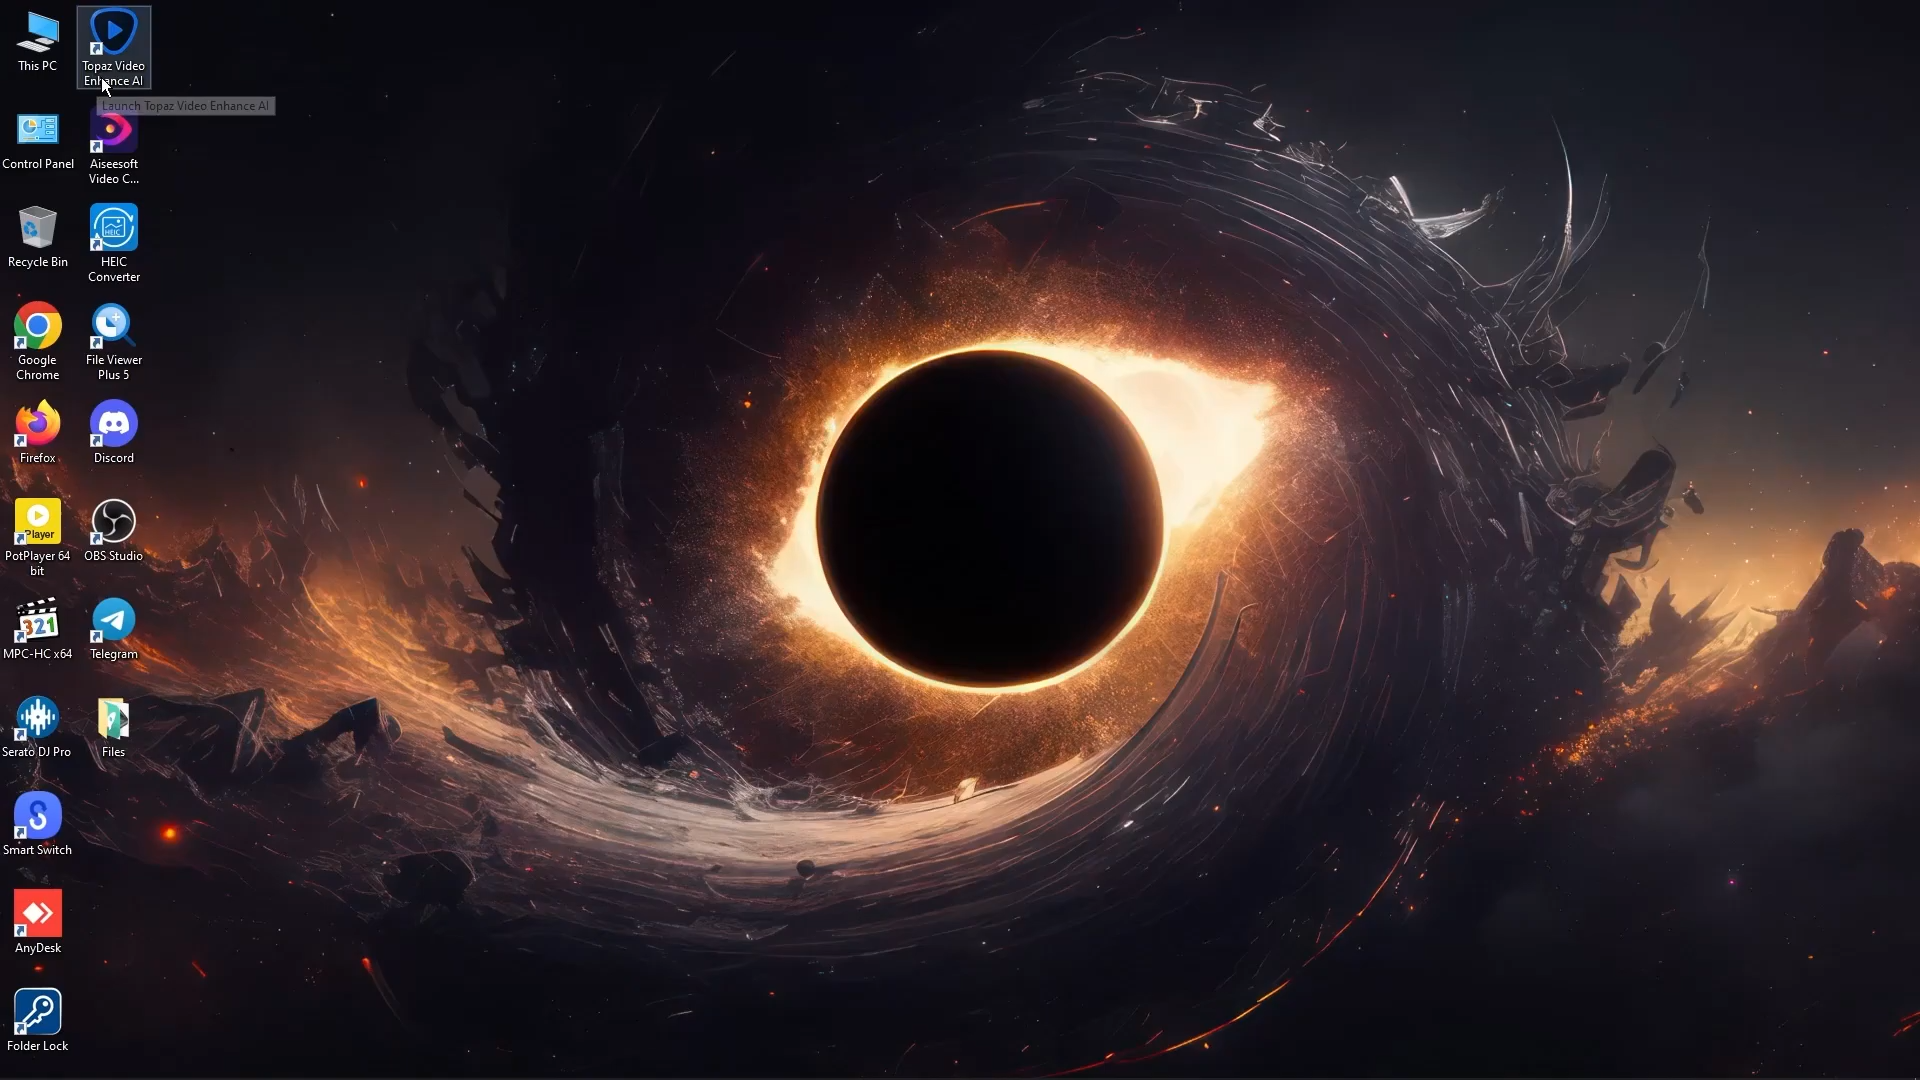 This PC
Topaz Video
Enhance AI
Launch Topaz Video Enhance AI
Control Panel
Aiseesoft
Video C...
Recycle Bin
HEIC
HEIC
Converter
Google
Chrome
File Viewer
Plus 5
Firefox
Discord
Player
PotPlayer 64
bit
OBS Studio
321
MPC-HC x64
Telegram
Serato DJ Pro
Files
Smart Switch
AnyDesk
Folder Lock